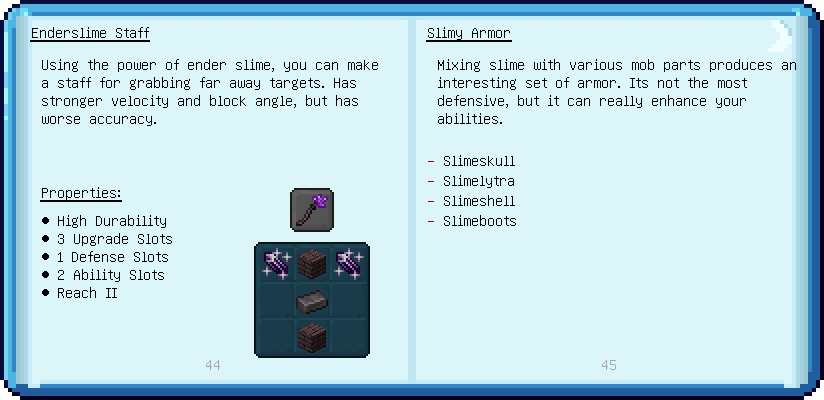 Enderslime Staff
Using the power of ender slime, you can make
a staff for grabbing far away targets. Has
stronger velocity and block angle, but has
worse accuracy.
Properties:
● High Durability
● 3 Upgrade Slots
● 1 Defense Slots
● 2 Ability Slots
● Reach II
44
Slimy Armor
Mixing slime with various mob parts produces an
interesting set of armor. Its not the most
defensive, but it can really enhance your
abilities.
- Slimeskull
- Slimelytra
- Slimeshell
- Slimeboots
45